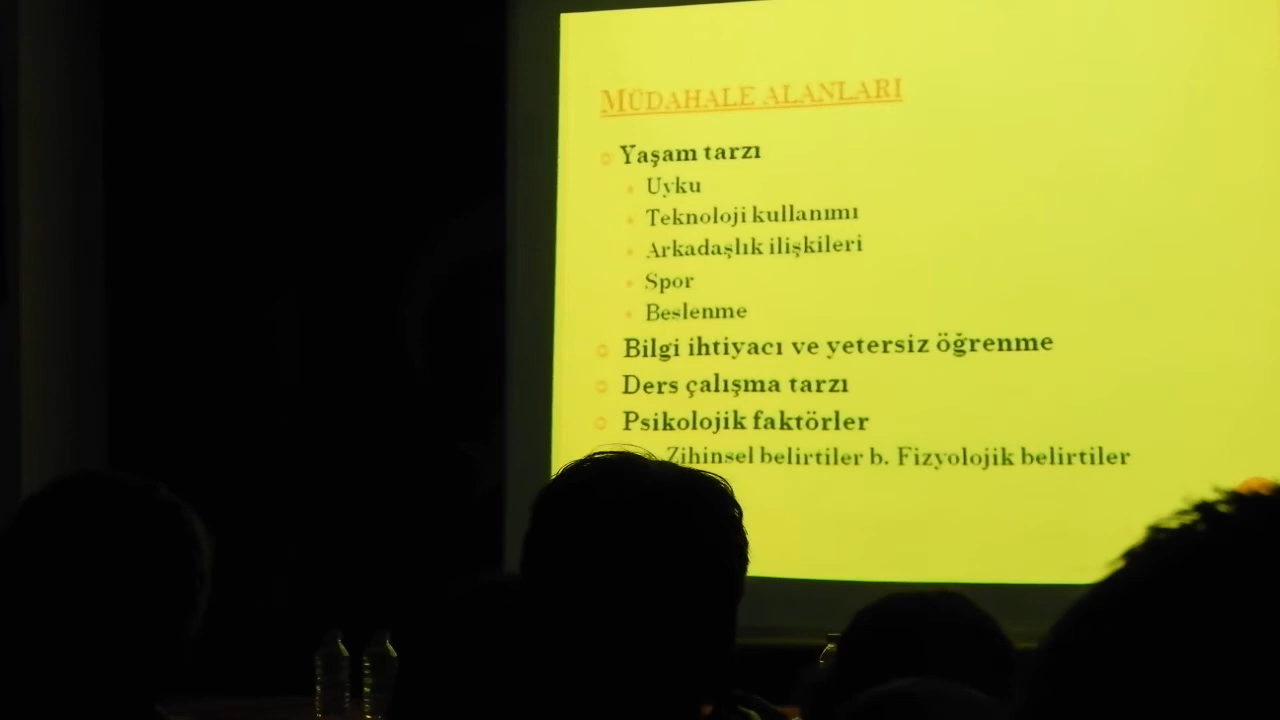 MÜDAHALE ALANLARI
Yaşam tarzı
Uyku
Teknoloji kullanımı
Arkadaşlık ilişkileri
Spor
Beslenme
Bilgi ihtiyacı ve yetersiz öğrenme
Ders çalışma tarzı
Psikolojik faktörler
Zihinsel belirtiler b. Fizyolojik belirtiler